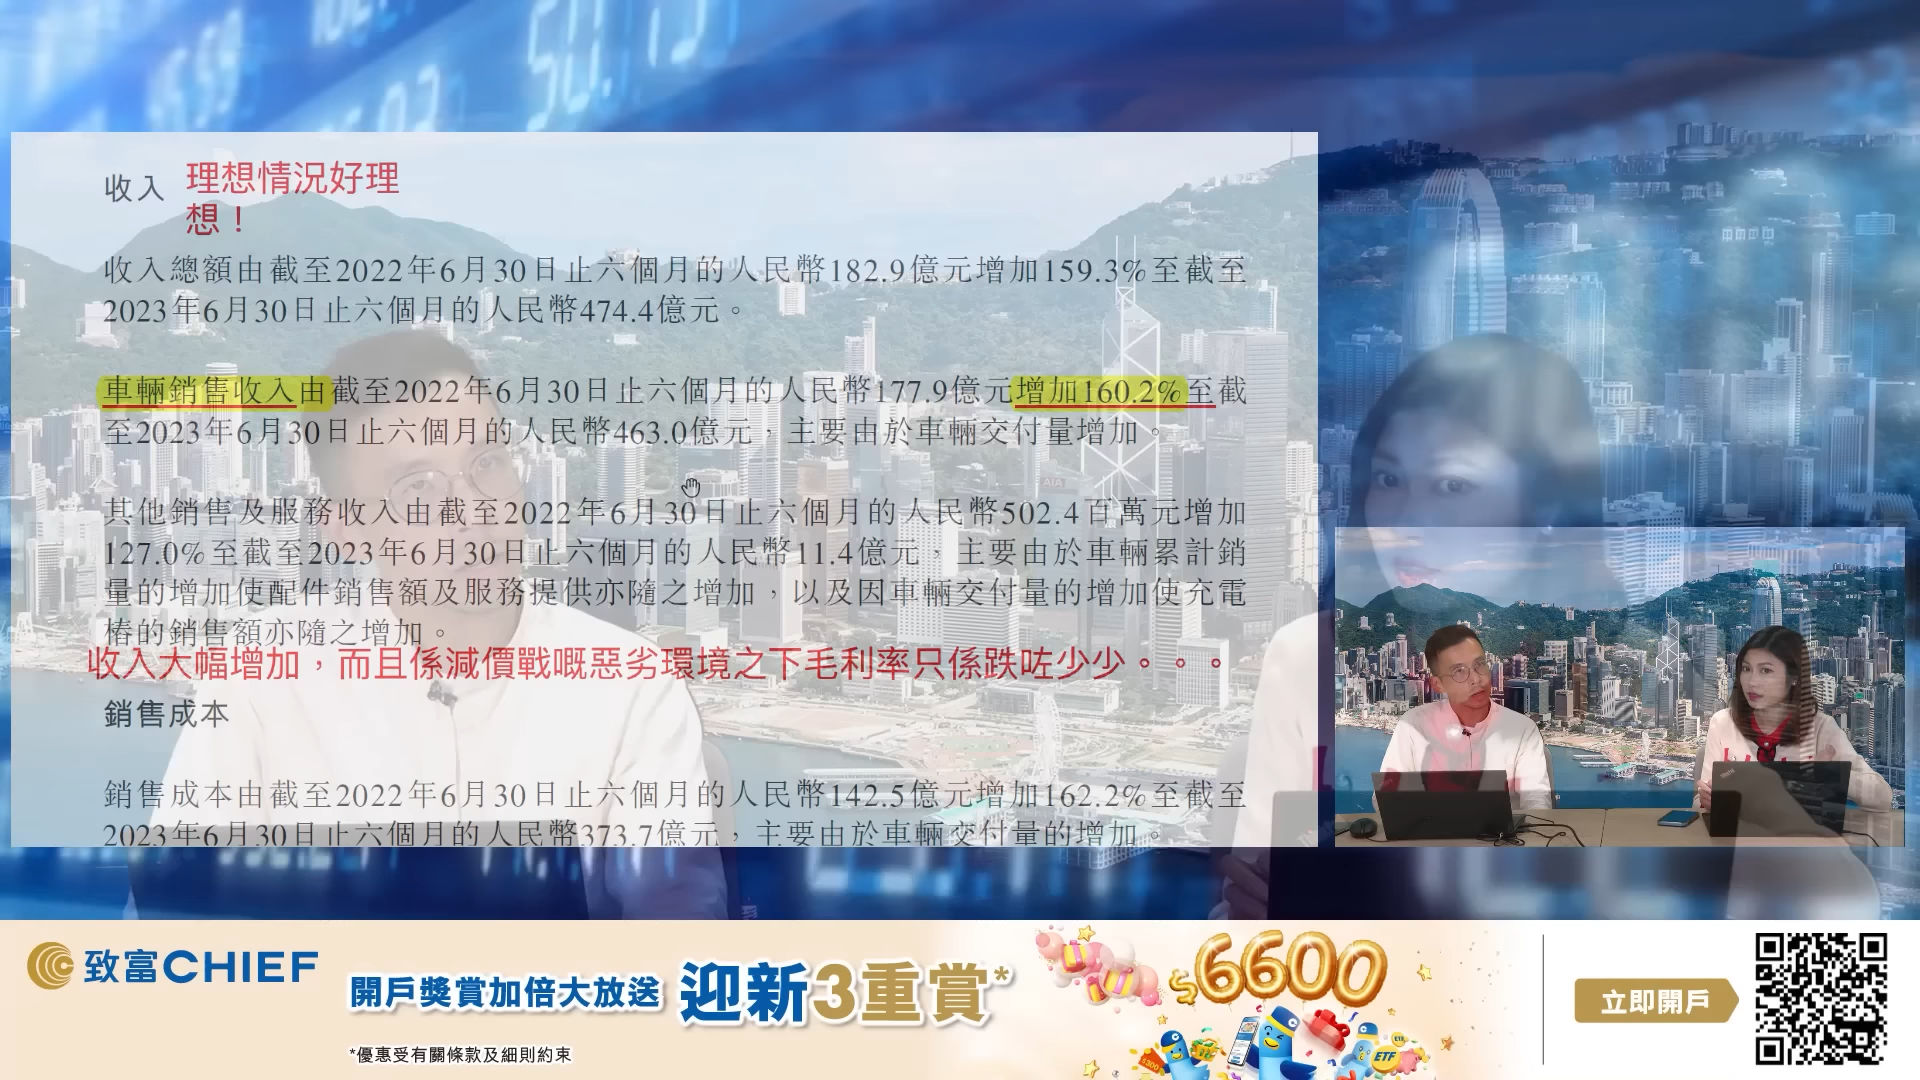 收入
理想情況好理
想！
收入總額由截至2022年6月30日止六個月的人民幣182.9億元增加159.3%至截至
2023年6月30日止六個月的人民幣474.4億元。
車輛銷售收入由截至2022年6月30日止六個月的人民幣177.9億元增加160.2%至截
至2023年6月30日止六個月的人民幣463.0億元，主要由於車輛交付量增加。
其他銷售及服務收入由截至2022年6月30日止六個月的人民幣502.4百萬元增加
127.0%至截至2023年6月30日止六個月的人民幣11.4億元，主要由於車輛累計銷
量的增加使配件銷售額及服務提供亦隨之增加，以及因車輛交付量的增加使充電
樁的銷售額亦隨之增加。
收入大幅增加，而且係減價戰嘅惡劣環境之下毛利率只係跌咗少少。。。
銷售成本
銷售成本由截至2022年6月30日止六個月的人民幣142.5億元增加162.2%至截至
2023年6月30日止六個月的人民幣373.7億元，主要由於車輛交付量的增加。
致富CHIEF
開戶獎賞加倍大放送
迎新3重賞*
$6600
*優惠受有關條款及細則約束
立即開戶
ETF
AIA